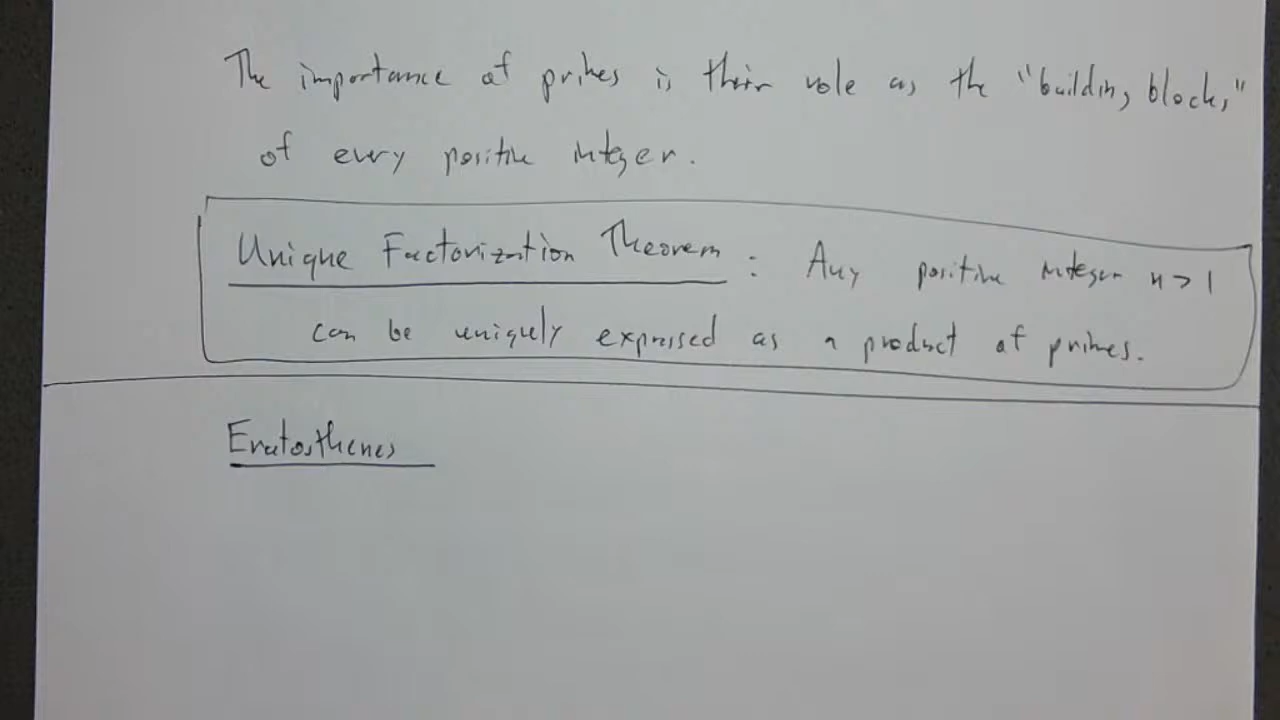 The importance of primes is their role as the "building blocks"
of every positive integer.
Unique Factorization Theorem : Any positive integer n > 1
can be uniquely expressed as a product of primes.
Eratosthenes